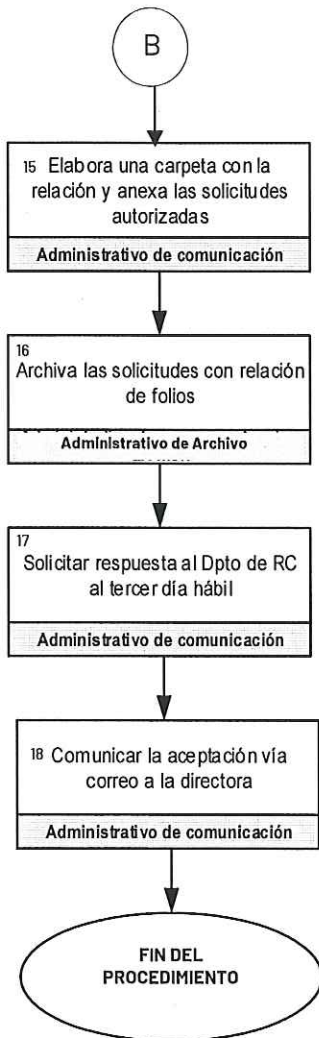 B
15 Elabora una carpeta con la
relación y anexa las solicitudes
autorizadas
Administrativo de comunicación
16
Archiva las solicitudes con relación
de folios
Administrativo de Archivo
17
Solicitar respuesta al Dpto de RC
al tercer día hábil
Administrativo de comunicación
18 Comunicar la aceptación vía
correo a la directora
Administrativo de comunicación
FIN DEL
PROCEDIMIENTO